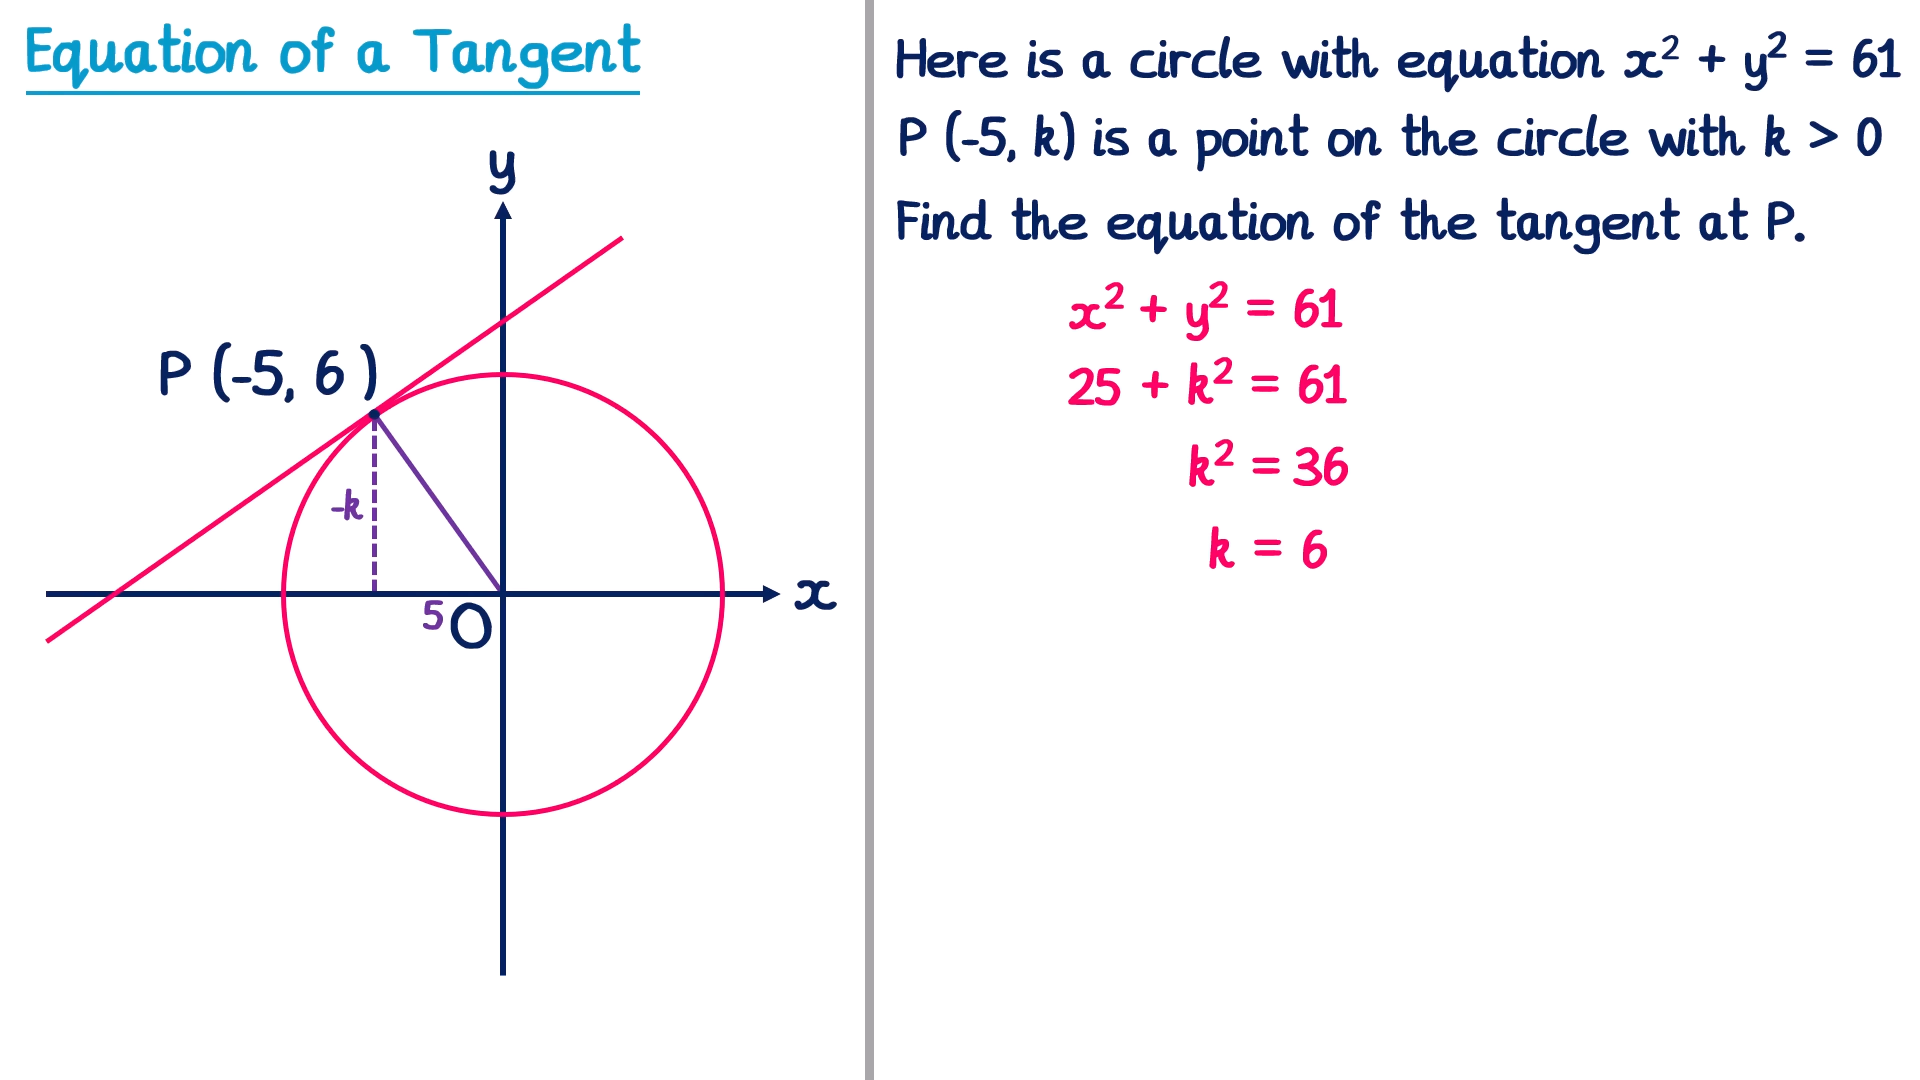 Equation of a Tangent
y
P (-5, 6 )
-k
x
5
O
Here is a circle with equation x² + y² = 61
P (-5, k) is a point on the circle with k > 0
Find the equation of the tangent at P.
x² + y² = 61
25 + k² = 61
k² = 36
k = 6